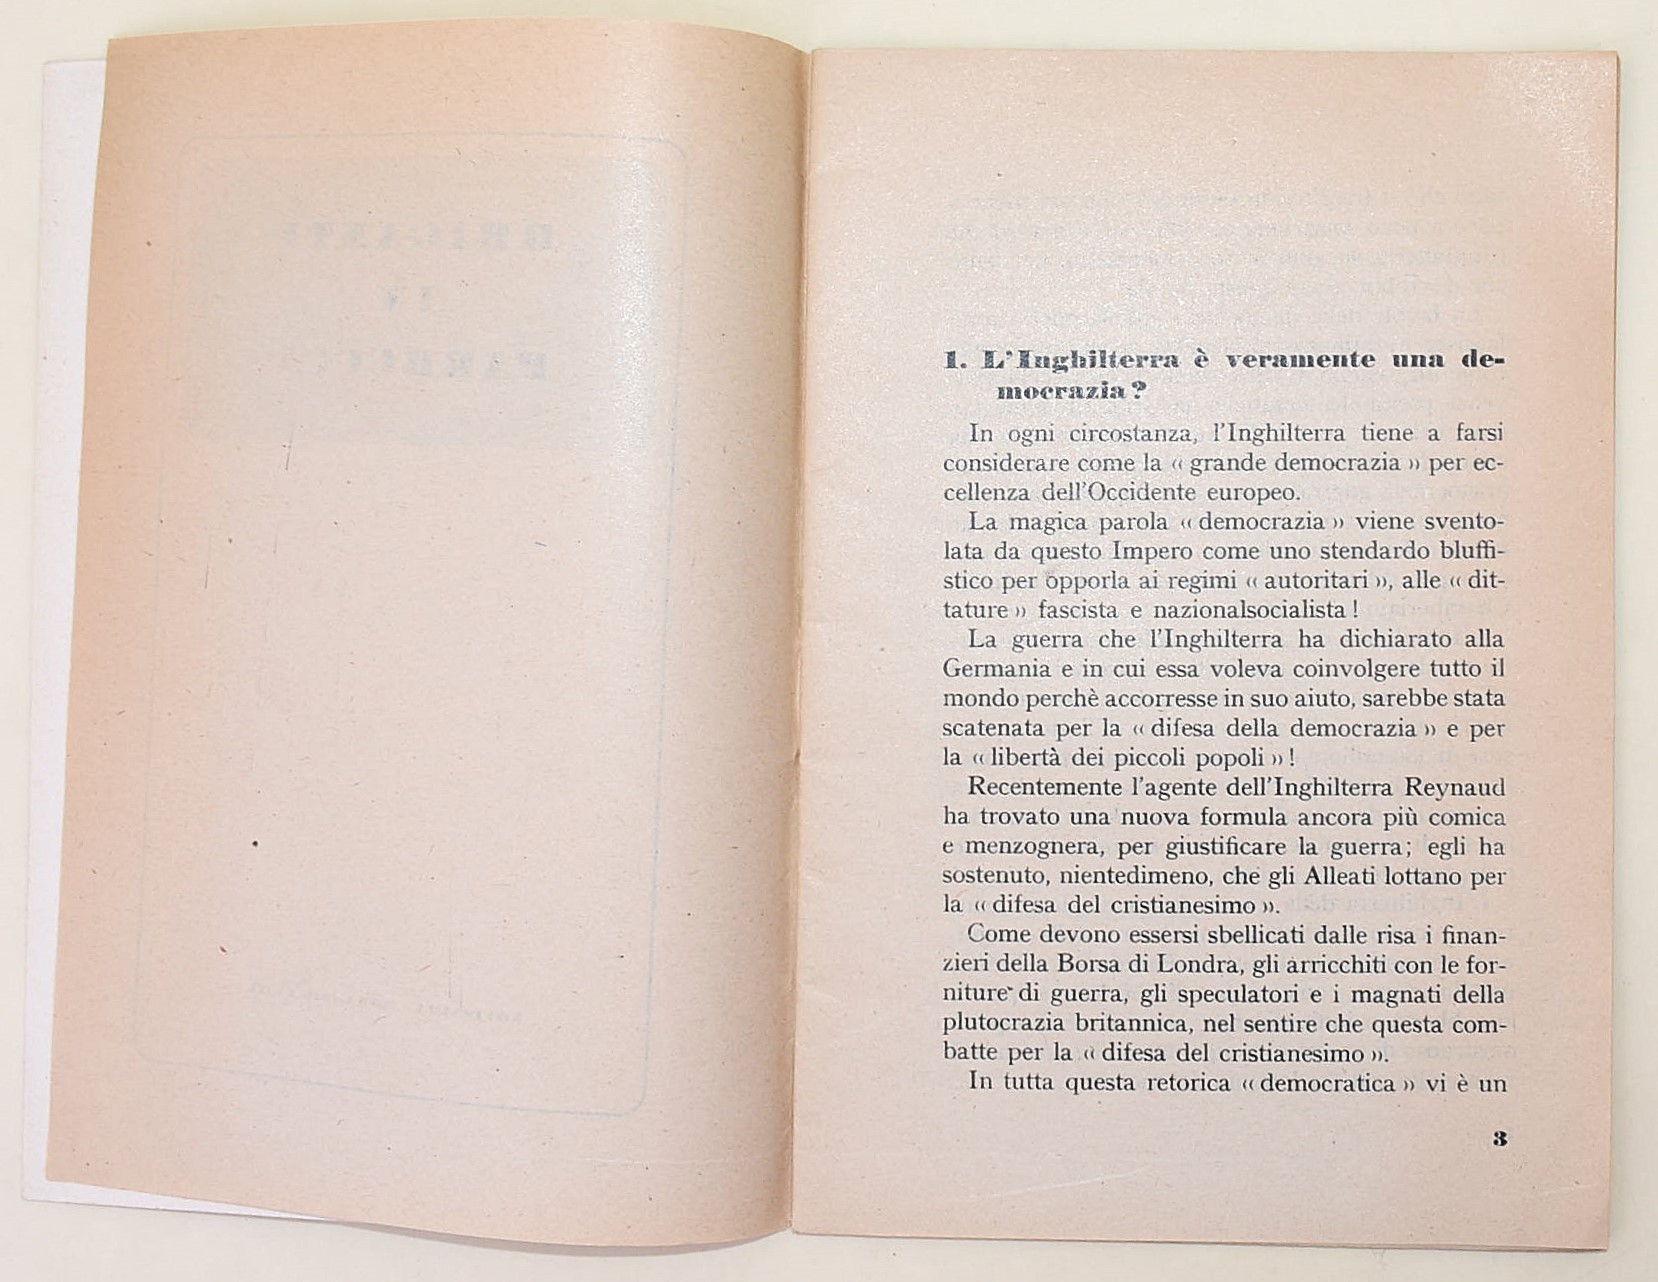 1. L'Inghilterra è veramente una de-
mocrazia?
In ogni circostanza, l'Inghilterra tiene a farsi
considerare come la « grande democrazia » per ec-
cellenza dell'Occidente europeo.
La magica parola « democrazia » viene svento-
lata da questo Impero come uno stendardo bluffi-
stico per opporla ai regimi « autoritari », alle « dit-
tature » fascista e nazionalsocialista !
La guerra che l'Inghilterra ha dichiarato alla
Germania e in cui essa voleva coinvolgere tutto il
mondo perchè accorresse in suo aiuto, sarebbe stata
scatenata per la « difesa della democrazia » e per
la « libertà dei piccoli popoli » !
Recentemente l'agente dell'Inghilterra Reynaud
ha trovato una nuova formula ancora più comica
e menzognera, per giustificare la guerra; egli ha
sostenuto, nientedimeno, che gli Alleati lottano per
la « difesa del cristianesimo ».
Come devono essersi sbellicati dalle risa i finan-
zieri della Borsa di Londra, gli arricchiti con le for-
niture di guerra, gli speculatori e i magnati della
plutocrazia britannica, nel sentire che questa com-
batte per la « difesa del cristianesimo ».
In tutta questa retorica « democratica » vi è un
3